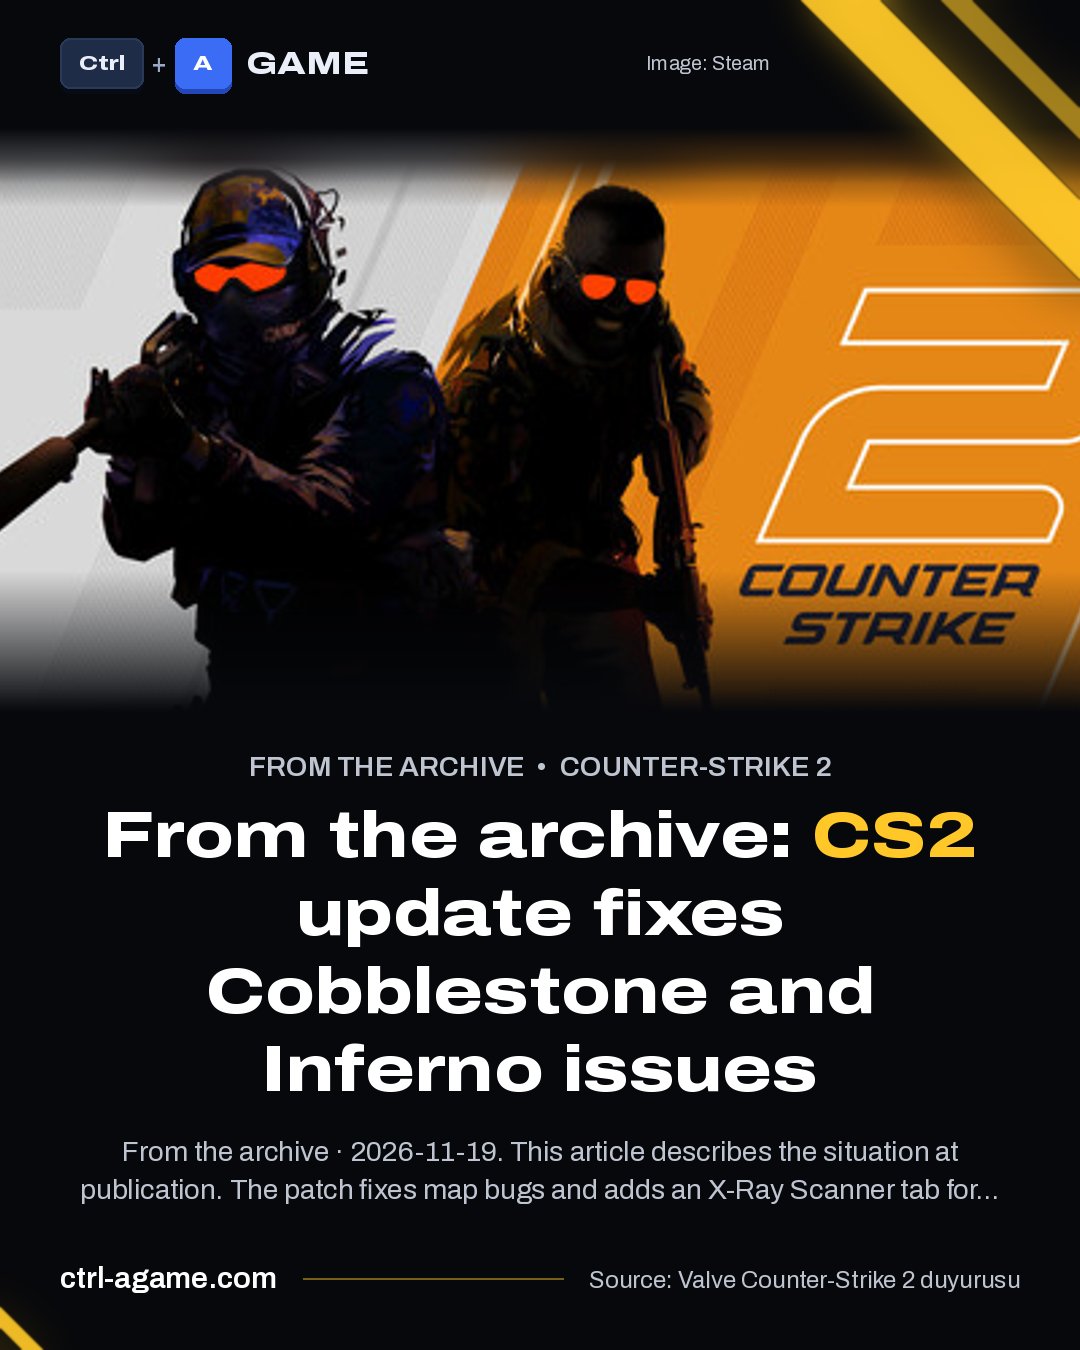 Ctrl + A GAME
Image: Steam
2
COUNTER
STRIKE
FROM THE ARCHIVE • COUNTER-STRIKE 2
From the archive: CS2
update fixes
Cobblestone and
Inferno issues
From the archive · 2026-11-19. This article describes the situation at
publication. The patch fixes map bugs and adds an X-Ray Scanner tab for...
ctrl-agame.com
Source: Valve Counter-Strike 2 duyurusu